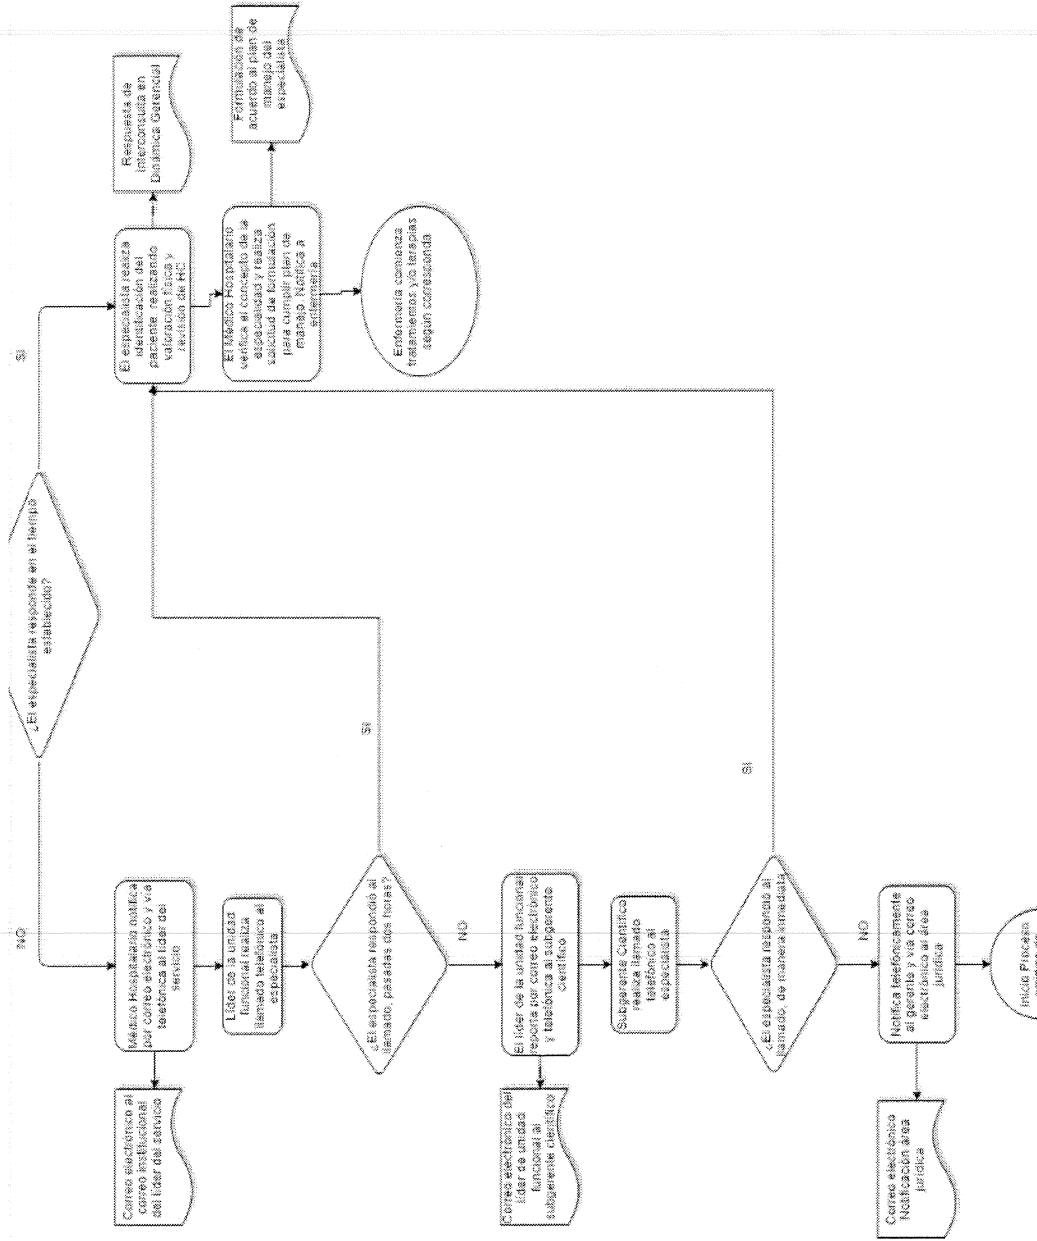 ¿El especialista responde en el tiempo
establecido?
NO
SI
Médico Hospitalario notifica
por correo electrónico y vía
telefónica al líder del
servicio
Correo electrónico al
correo institucional
del líder del servicio
Líder de la unidad
funcional realiza
llamado telefónico al
especialista
¿El especialista respondió al
llamado, pasadas dos horas?
SI
NO
El líder de la unidad funcional
reporta por correo electrónico
y telefónica al subgerente
científico
Correo electrónico del
líder de unidad
funcional al
subgerente científico
Subgerente Científico
realiza llamado
telefónico al
especialista
¿El especialista respondió al
llamado, de manera inmediata
SI
NO
Notifica telefónicamente
al gerente y vía correo
electrónico al área
jurídica
Correo electrónico
Notificación área
jurídica
Inicio Proceso
El especialista realiza
identificación del
paciente, realizando
valoración física y
revisión de HC
Respuesta de
Interconsulta en
Dinámica Gerencial
El Médico Hospitalario
verifica el concepto de la
especialidad y realiza
solicitud de formulación
para cumplir plan de
manejo. Notifica a
enfermería
Formulación de
acuerdo al plan de
manejo del
especialista
Enfermería comienza
tratamientos y/o terapias
según corresponda